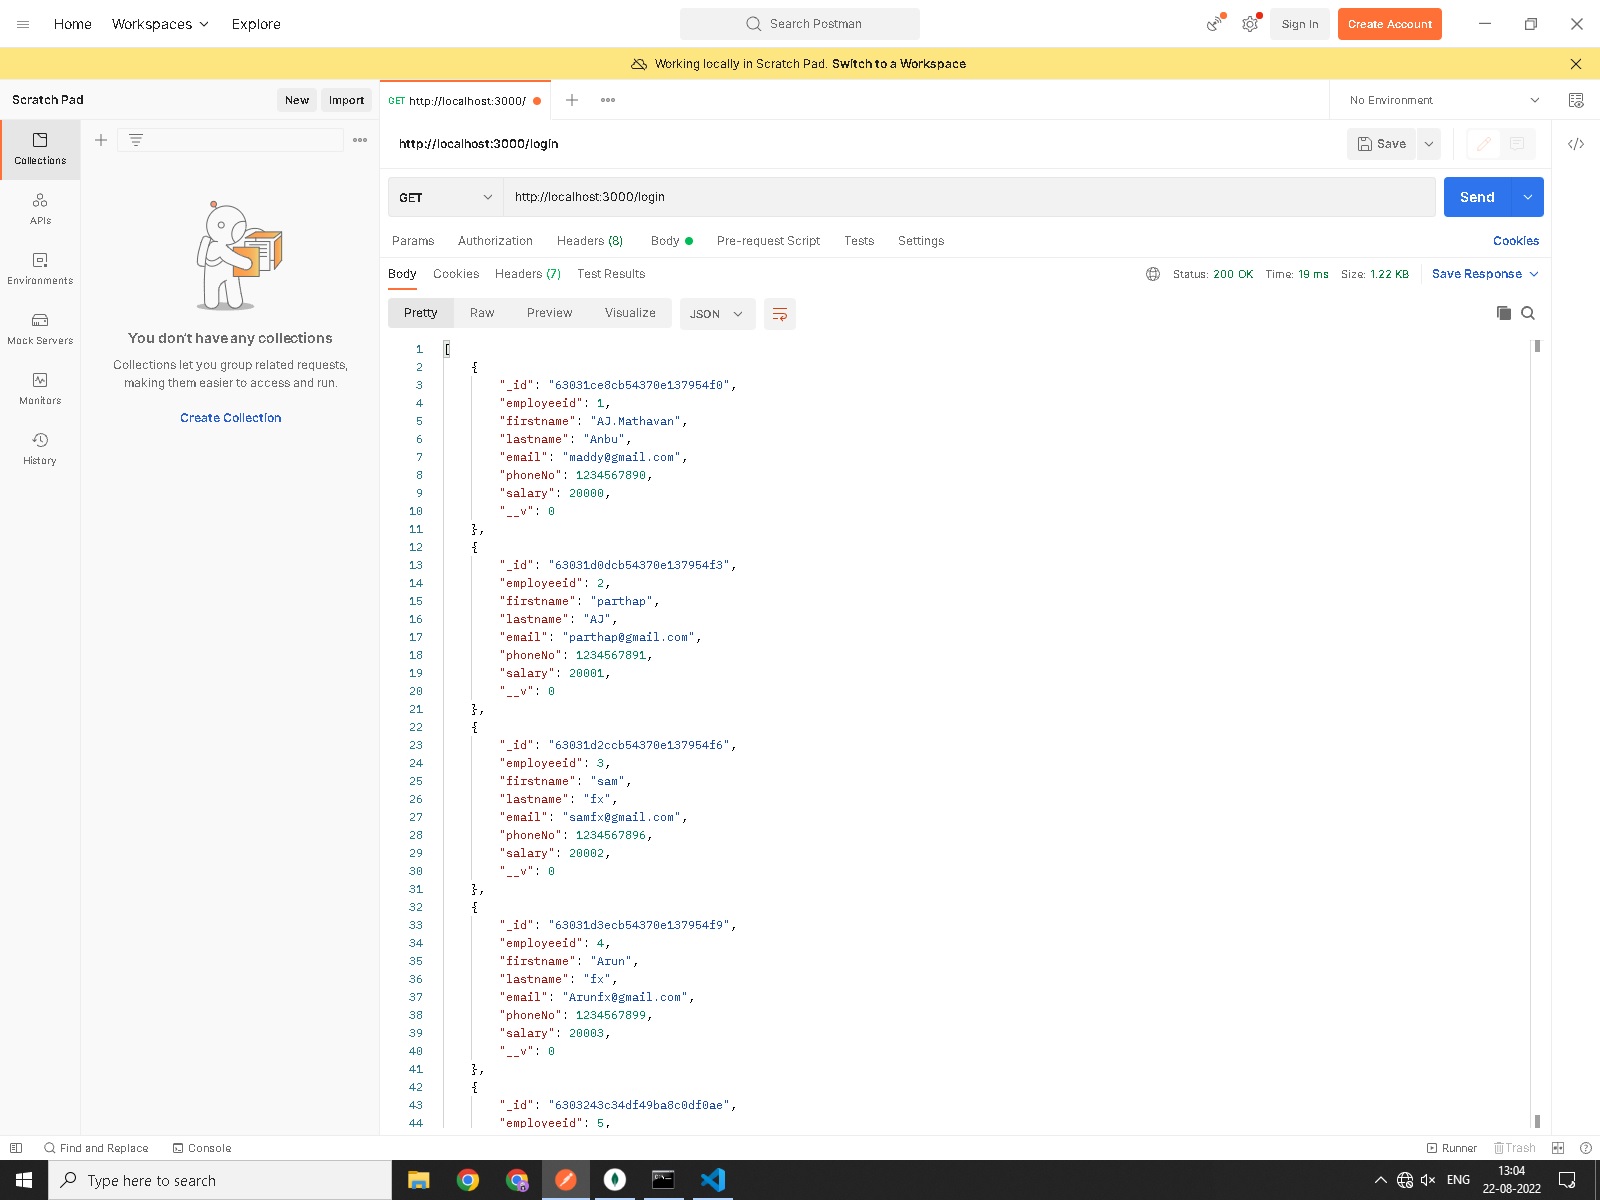 Home Workspaces Explore Search Postman Sign In Create Account
Working locally in Scratch Pad. Switch to a Workspace
Scratch Pad New Import
GET http://localhost:3000/ No Environment
http://localhost:3000/login Save
GET http://localhost:3000/login Send
Params Authorization Headers (8) Body Pre-request Script Tests Settings Cookies
Body Cookies Headers (7) Test Results Status: 200 OK Time: 19 ms Size: 1.22 KB Save Response
Pretty Raw Preview Visualize JSON
Collections
APIs
Environments
Mock Servers
Monitors
History
You don't have any collections
Collections let you group related requests,
making them easier to access and run.
Create Collection
1 [
2 {
3 "_id": "63031ce8cb54370e137954f0",
4 "employeeid": 1,
5 "firstname": "AJ.Mathavan",
6 "lastname": "Anbu",
7 "email": "maddy@gmail.com",
8 "phoneNo": 1234567890,
9 "salary": 20000,
10 "__v": 0
11 },
12 {
13 "_id": "63031d0dcb54370e137954f3",
14 "employeeid": 2,
15 "firstname": "parthap",
16 "lastname": "AJ",
17 "email": "parthap@gmail.com",
18 "phoneNo": 1234567891,
19 "salary": 20001,
20 "__v": 0
21 },
22 {
23 "_id": "63031d2ccb54370e137954f6",
24 "employeeid": 3,
25 "firstname": "sam",
26 "lastname": "fx",
27 "email": "samfx@gmail.com",
28 "phoneNo": 1234567896,
29 "salary": 20002,
30 "__v": 0
31 },
32 {
33 "_id": "63031d3ecb54370e137954f9",
34 "employeeid": 4,
35 "firstname": "Arun",
36 "lastname": "fx",
37 "email": "Arunfx@gmail.com",
38 "phoneNo": 1234567899,
39 "salary": 20003,
40 "__v": 0
41 },
42 {
43 "_id": "6303243c34df49ba8c0df0ae",
44 "employeeid": 5,
Find and Replace Console Runner Trash
Type here to search ENG 13:04
22-08-2022